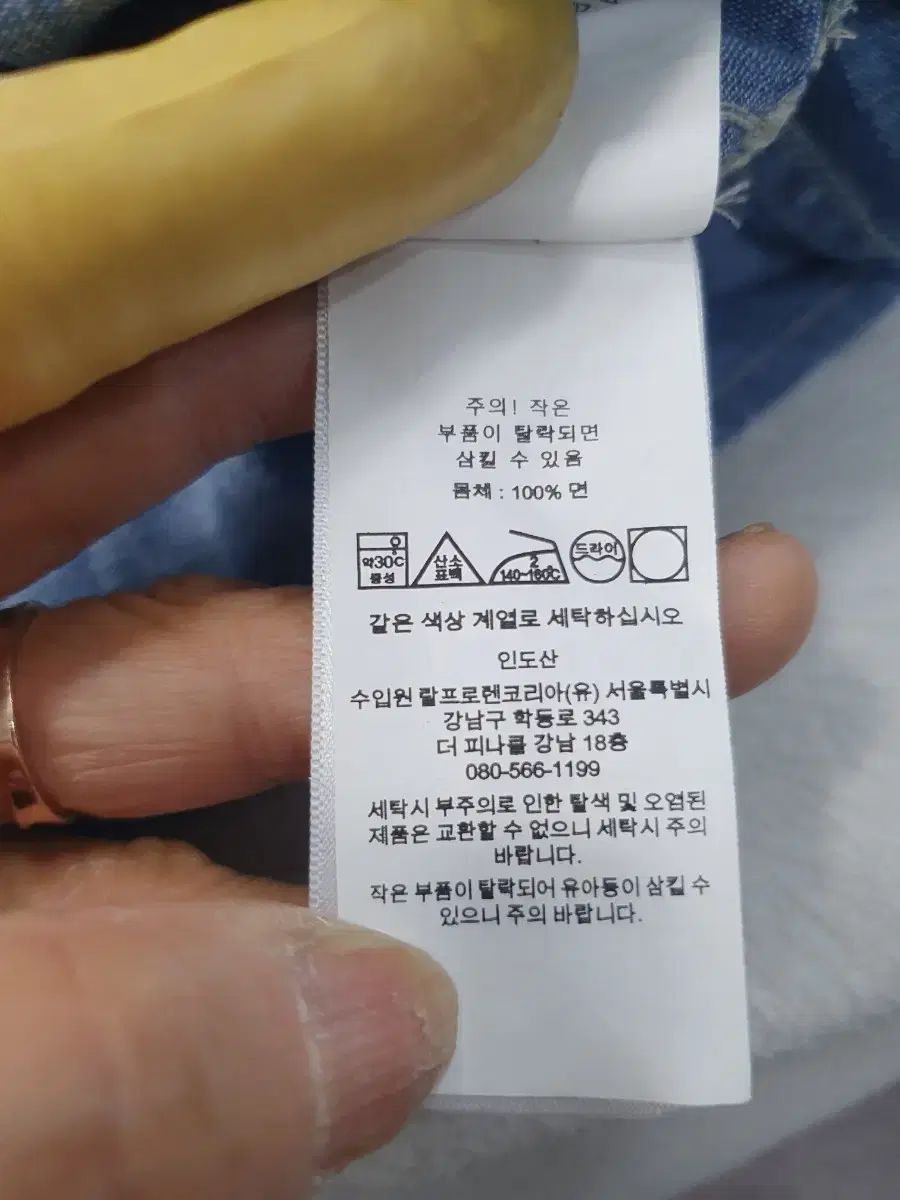 주의! 작은
부품이 탈락되면
삼킬 수 있음
몸체 : 100% 면
약30℃
중성
산소
표백
2
140~160℃
드라이
같은 색상 계열로 세탁하십시오
인도산
수입원 랄프로렌코리아(유) 서울특별시
강남구 학동로 343
더 피나클 강남 18층
080-566-1199
세탁시 부주의로 인한 탈색 및 오염된
제품은 교환할 수 없으니 세탁시 주의
바랍니다.
작은 부품이 탈락되어 유아등이 삼킬 수
있으니 주의 바랍니다.